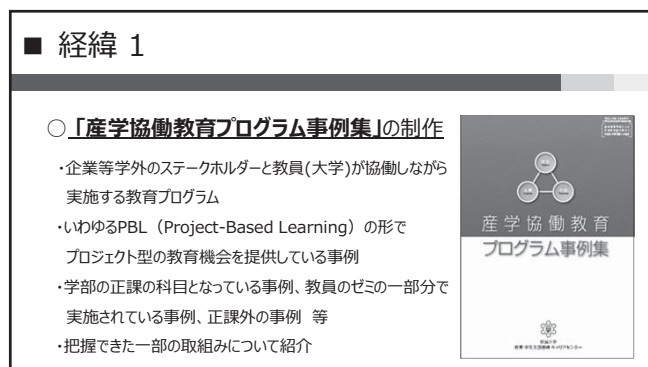 ■ 経緯 1
○「産学協働教育プログラム事例集」の制作
・企業等学外のステークホルダーと教員(大学)が協働しながら
実施する教育プログラム
・いわゆるPBL（Project-Based Learning）の形で
プロジェクト型の教育機会を提供している事例
・学部の正課の科目となっている事例、教員のゼミの一部分で
実施されている事例、正課外の事例 等
・把握できた一部の取組みについて紹介
産学協働教育
プログラム事例集